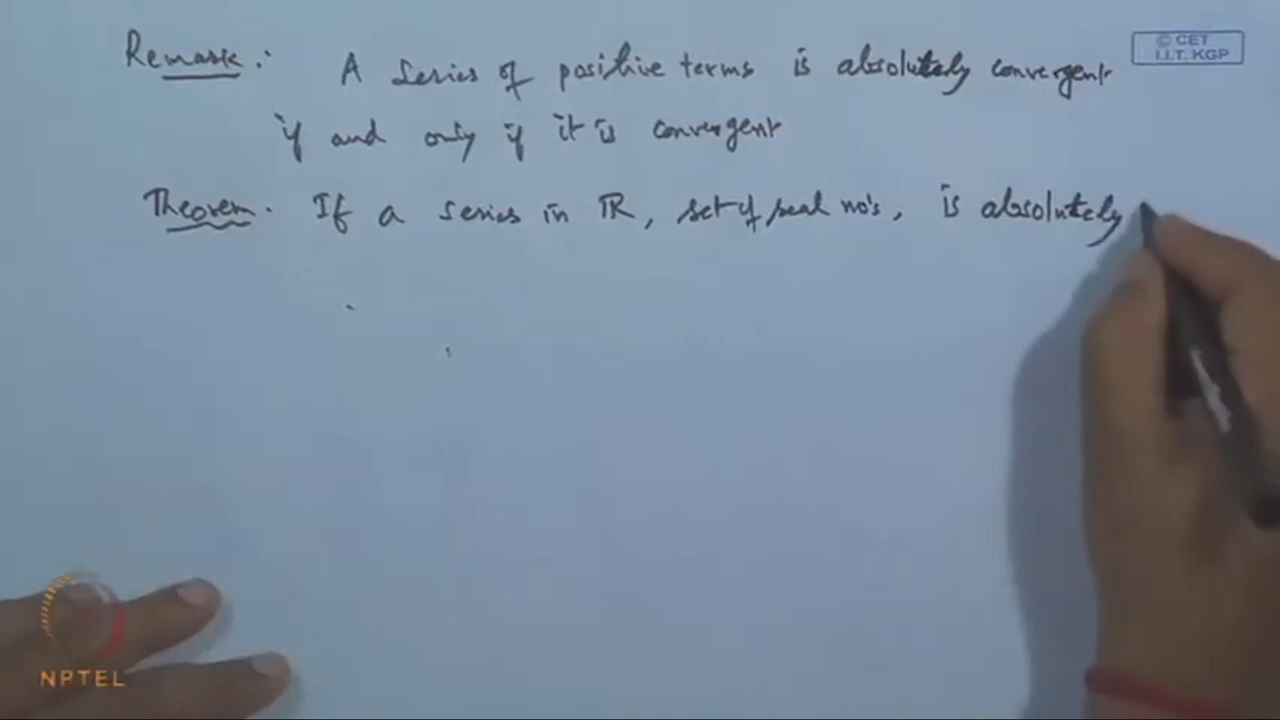 Remark: A series of positive terms is absolutely convergent
© CET
I.I.T. KGP
if and only if it is convergent
Theorem. If a series in IR, set of real no's, is absolutely
NPTEL